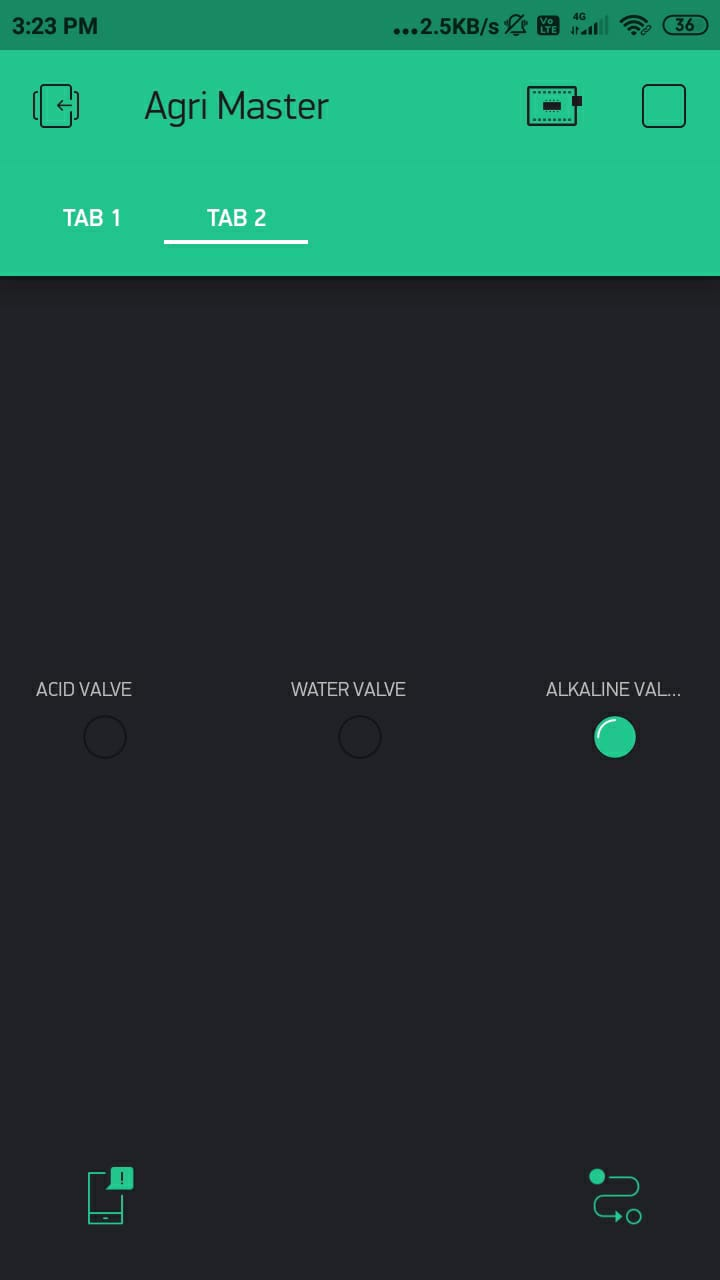 3:23 PM ...2.5KB/s Vo LTE 4G 36
Agri Master
TAB 1 TAB 2
ACID VALVE WATER VALVE ALKALINE VAL...
!